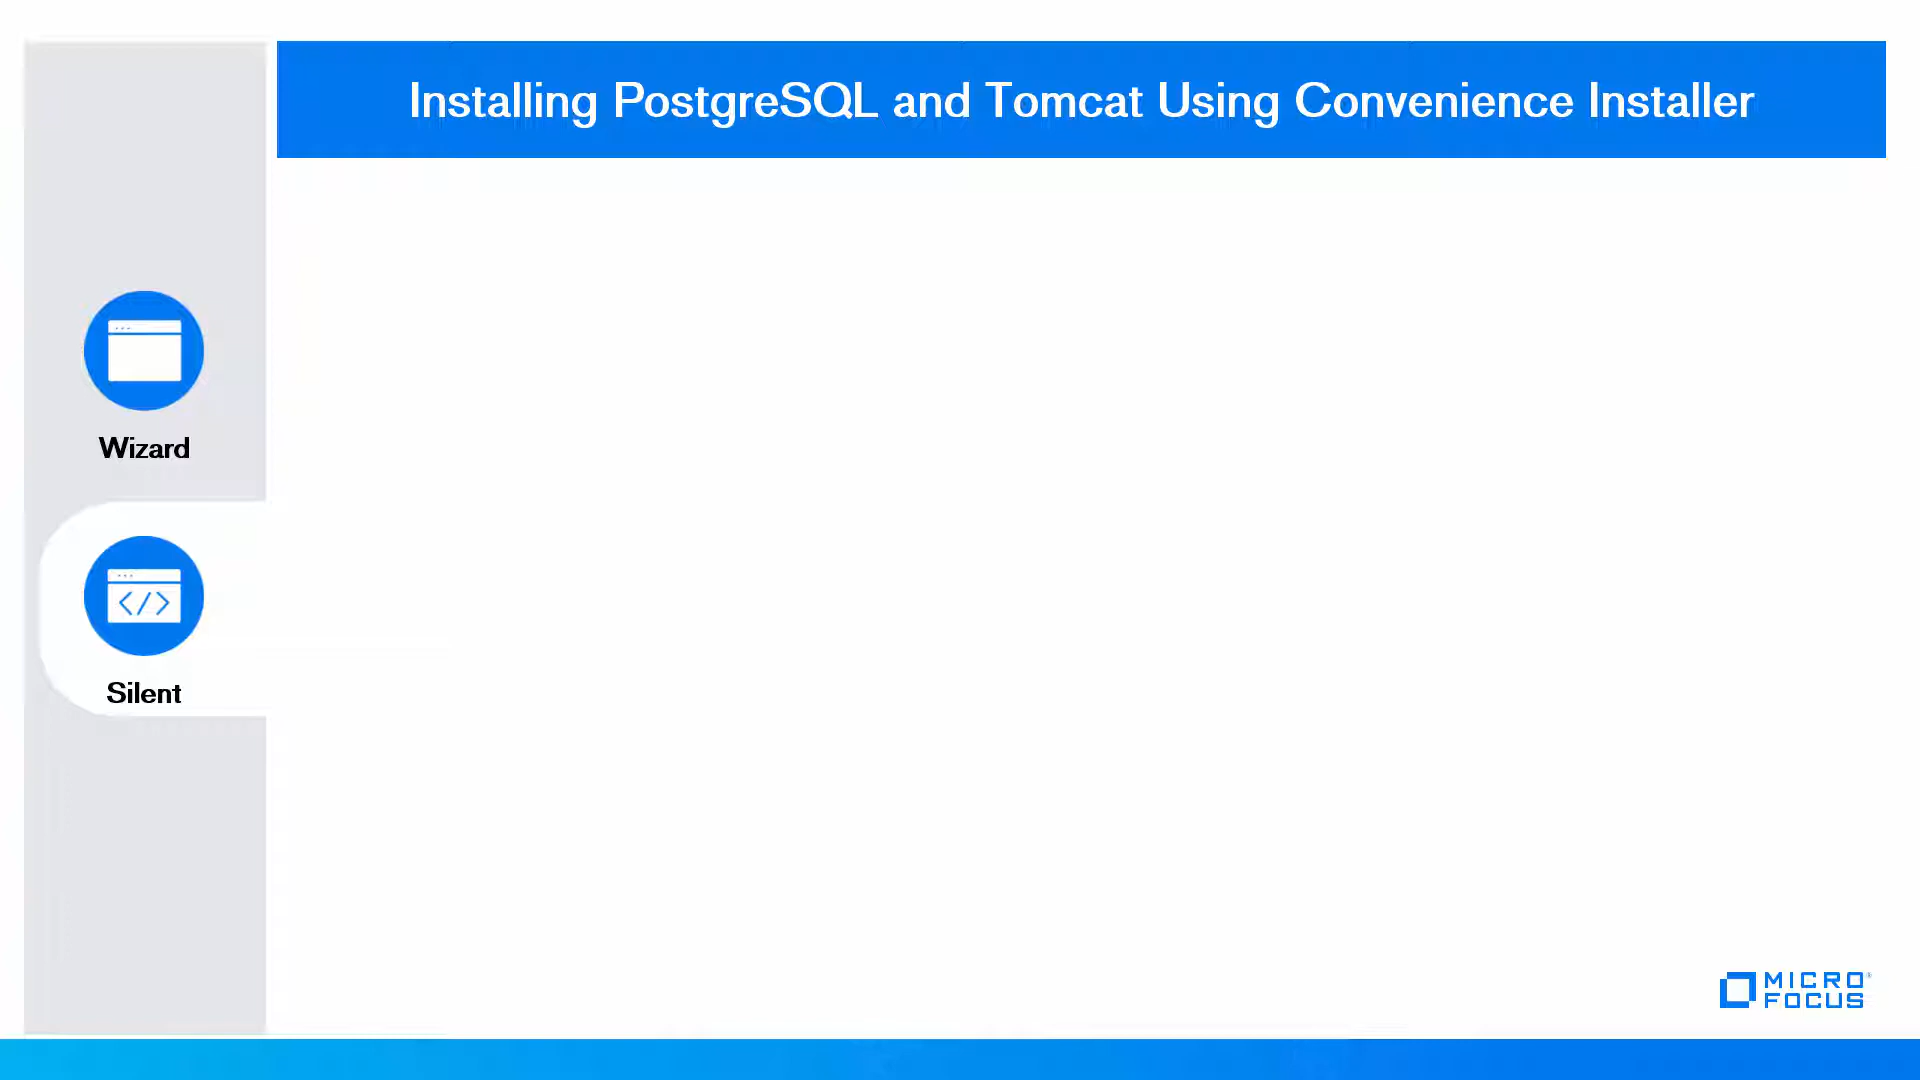 Installing PostgreSQL and Tomcat Using Convenience Installer
Wizard
</>
Silent
MICRO
FOCUS